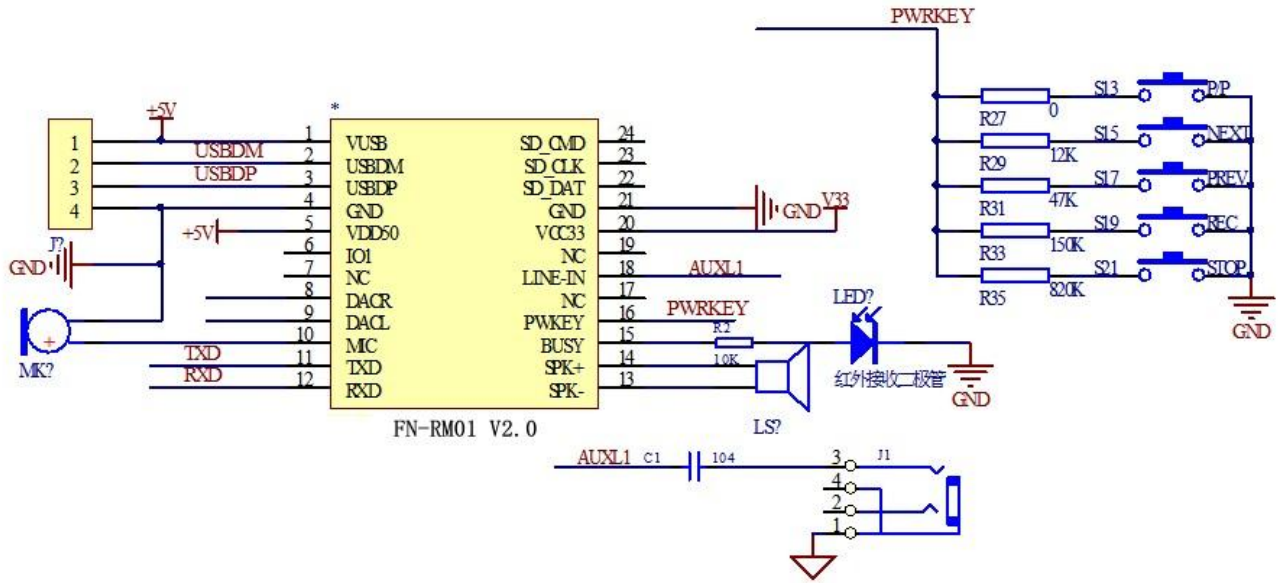 PWRKEY
S13
P/P
R27
0
S15
NEXT
R29
12K
S17
PREV
R31
47K
S19
REC
R33
150K
S21
STOP
R35
820K
GND
*
+5V
1
2
3
4
J?
USBDM
USBDP
+5V
GND
MK?
+
TXD
RXD
1 VUSB
2 USBDM
3 USBDP
4 GND
5 VDD50
6 IO1
7 NC
8 DACR
9 DACL
10 MIC
11 TXD
12 RXD
SD_CMD 24
SD_CLK 23
SD_DAT 22
GND 21
VCC33 20
NC 19
LINE-IN 18
NC 17
PWKEY 16
BUSY 15
SPK+ 14
SPK- 13
FN-RM01 V2.0
GND
V33
AUXL1
PWRKEY
R2
10K
LED?
红外接收二极管
GND
LS?
AUXL1
C1
104
J1
3
4
2
1